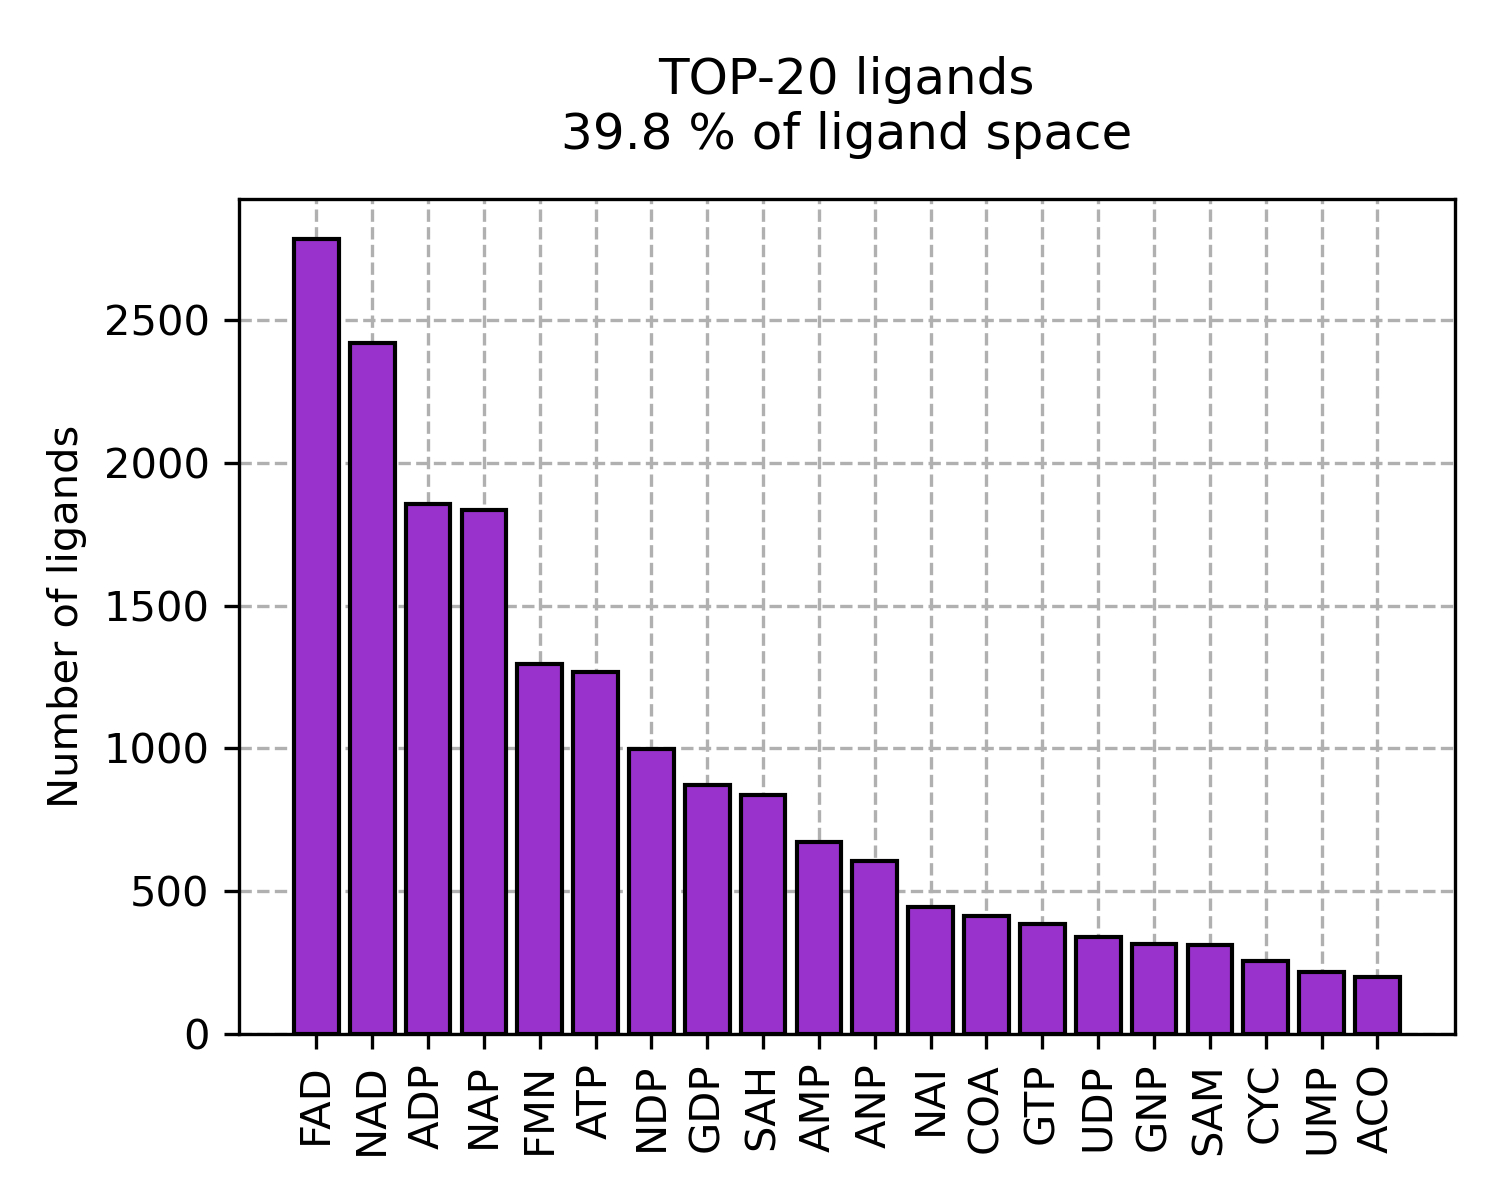 TOP-20 ligands
39.8 % of ligand space
Number of ligands
2500
2000
1500
1000
500
0
FAD
NAD
ADP
NAP
FMN
ATP
NDP
GDP
SAH
AMP
ANP
NAI
COA
GTP
UDP
GNP
SAM
CYC
UMP
ACO